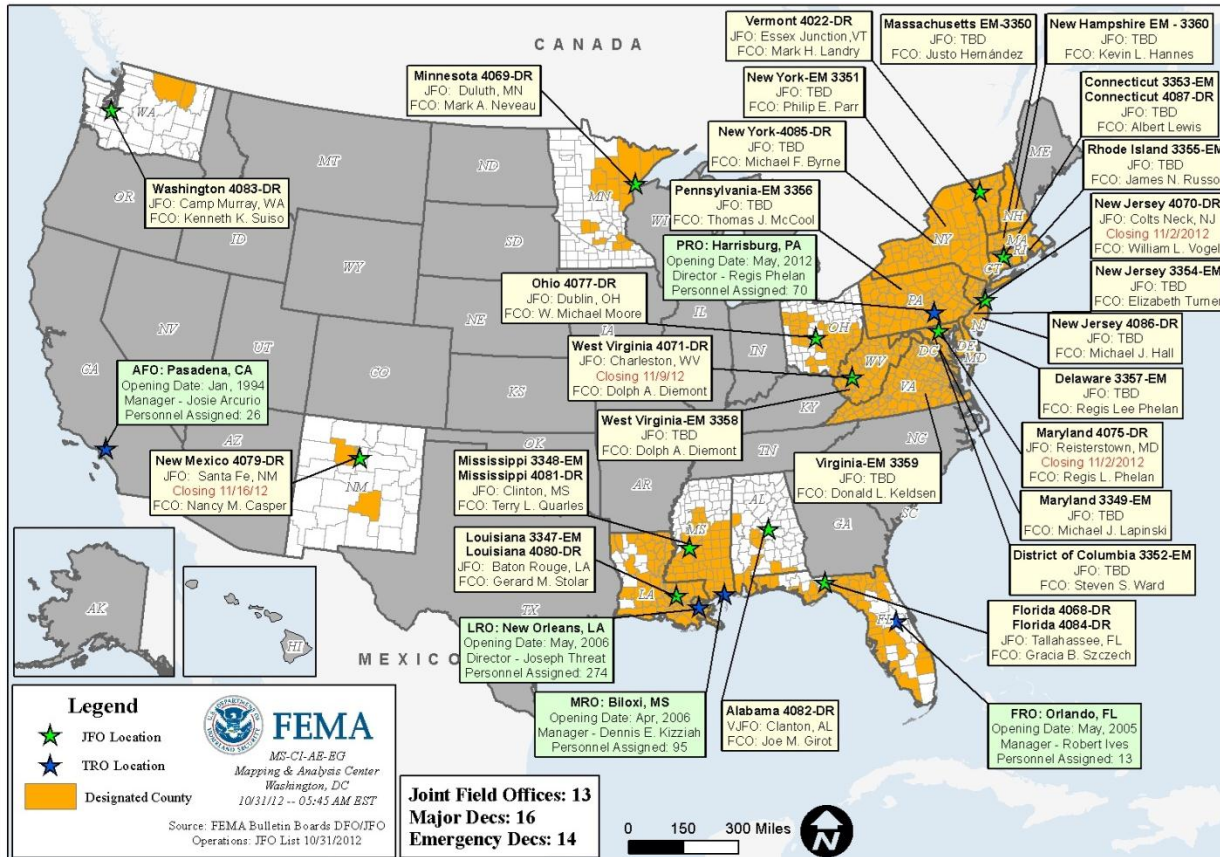 CANADA
Vermont 4022-DR
JFO: Essex Junction,VT
FCO: Mark H. Landry
Massachusetts EM-3350
JFO: TBD
FCO: Justo Hernández
New Hampshire EM - 3360
JFO: TBD
FCO: Kevin L. Hannes
Minnesota 4069-DR
JFO: Duluth, MN
FCO: Mark A. Neveau
New York-EM 3351
JFO: TBD
FCO: Philip E. Parr
Connecticut 3353-EM
Connecticut 4087-DR
JFO: TBD
FCO: Albert Lewis
New York-4085-DR
JFO: TBD
FCO: Michael F. Byrne
Rhode Island 3355-EM
JFO: TBD
FCO: James N. Russo
Washington 4083-DR
JFO: Camp Murray, WA
FCO: Kenneth K. Suiso
Pennsylvania-EM 3356
JFO: TBD
FCO: Thomas J. McCool
New Jersey 4070-DR
JFO: Colts Neck, NJ
Closing 11/2/2012
FCO: William L. Vogel
PRO: Harrisburg, PA
Opening Date: May, 2012
Director - Regis Phelan
Personnel Assigned: 70
New Jersey 3354-EM
JFO: TBD
FCO: Elizabeth Turner
Ohio 4077-DR
JFO: Dublin, OH
FCO: W. Michael Moore
New Jersey 4086-DR
JFO: TBD
FCO: Michael J. Hall
West Virginia 4071-DR
JFO: Charleston, WV
Closing 11/9/12
FCO: Dolph A. Diemont
Delaware 3357-EM
JFO: TBD
FCO: Regis Lee Phelan
AFO: Pasadena, CA
Opening Date: Jan, 1994
Manager - Josie Arcurio
Personnel Assigned: 26
West Virginia-EM 3358
JFO: TBD
FCO: Dolph A. Diemont
Maryland 4075-DR
JFO: Reisterstown, MD
Closing 11/2/2012
FCO: Regis L. Phelan
New Mexico 4079-DR
JFO: Santa Fe, NM
Closing 11/16/12
FCO: Nancy M. Casper
Mississippi 3348-EM
Mississippi 4081-DR
JFO: Clinton, MS
FCO: Terry L. Quarles
Virginia-EM 3359
JFO: TBD
FCO: Donald L. Keldsen
Maryland 3349-EM
JFO: TBD
FCO: Michael J. Lapinski
Louisiana 3347-EM
Louisiana 4080-DR
JFO: Baton Rouge, LA
FCO: Gerard M. Stolar
District of Columbia 3352-EM
JFO: TBD
FCO: Steven S. Ward
LRO: New Orleans, LA
Opening Date: May, 2006
Director - Joseph Threat
Personnel Assigned: 274
Florida 4068-DR
Florida 4084-DR
JFO: Tallahassee, FL
FCO: Gracia B. Szczech
MRO: Biloxi, MS
Opening Date: Apr, 2006
Manager - Dennis E. Kizziah
Personnel Assigned: 95
Alabama 4082-DR
VJFO: Clanton, AL
FCO: Joe M. Girot
FRO: Orlando, FL
Opening Date: May, 2005
Manager - Robert Ives
Personnel Assigned: 13
WA
MT
ND
MN
OR
ID
SD
WI
WY
NE
IA
IL
IN
OH
PA
NY
NH
ME
MA
RI
CT
NJ
DE
MD
DC
WV
VA
KY
NV
UT
CO
KS
CA
AZ
NM
OK
TX
AR
TN
NC
SC
GA
AL
MS
LA
FL
AK
HI
MEXICO
Legend
JFO Location
TRO Location
Designated County
FEMA
MS-C1-AE-EG
Mapping & Analysis Center
Washington, DC
10/31/12 -- 05:45 AM EST
Source: FEMA Bulletin Boards DFO/JFO
Operations: JFO List 10/31/2012
Joint Field Offices: 13
Major Decs: 16
Emergency Decs: 14
0 150 300 Miles
N